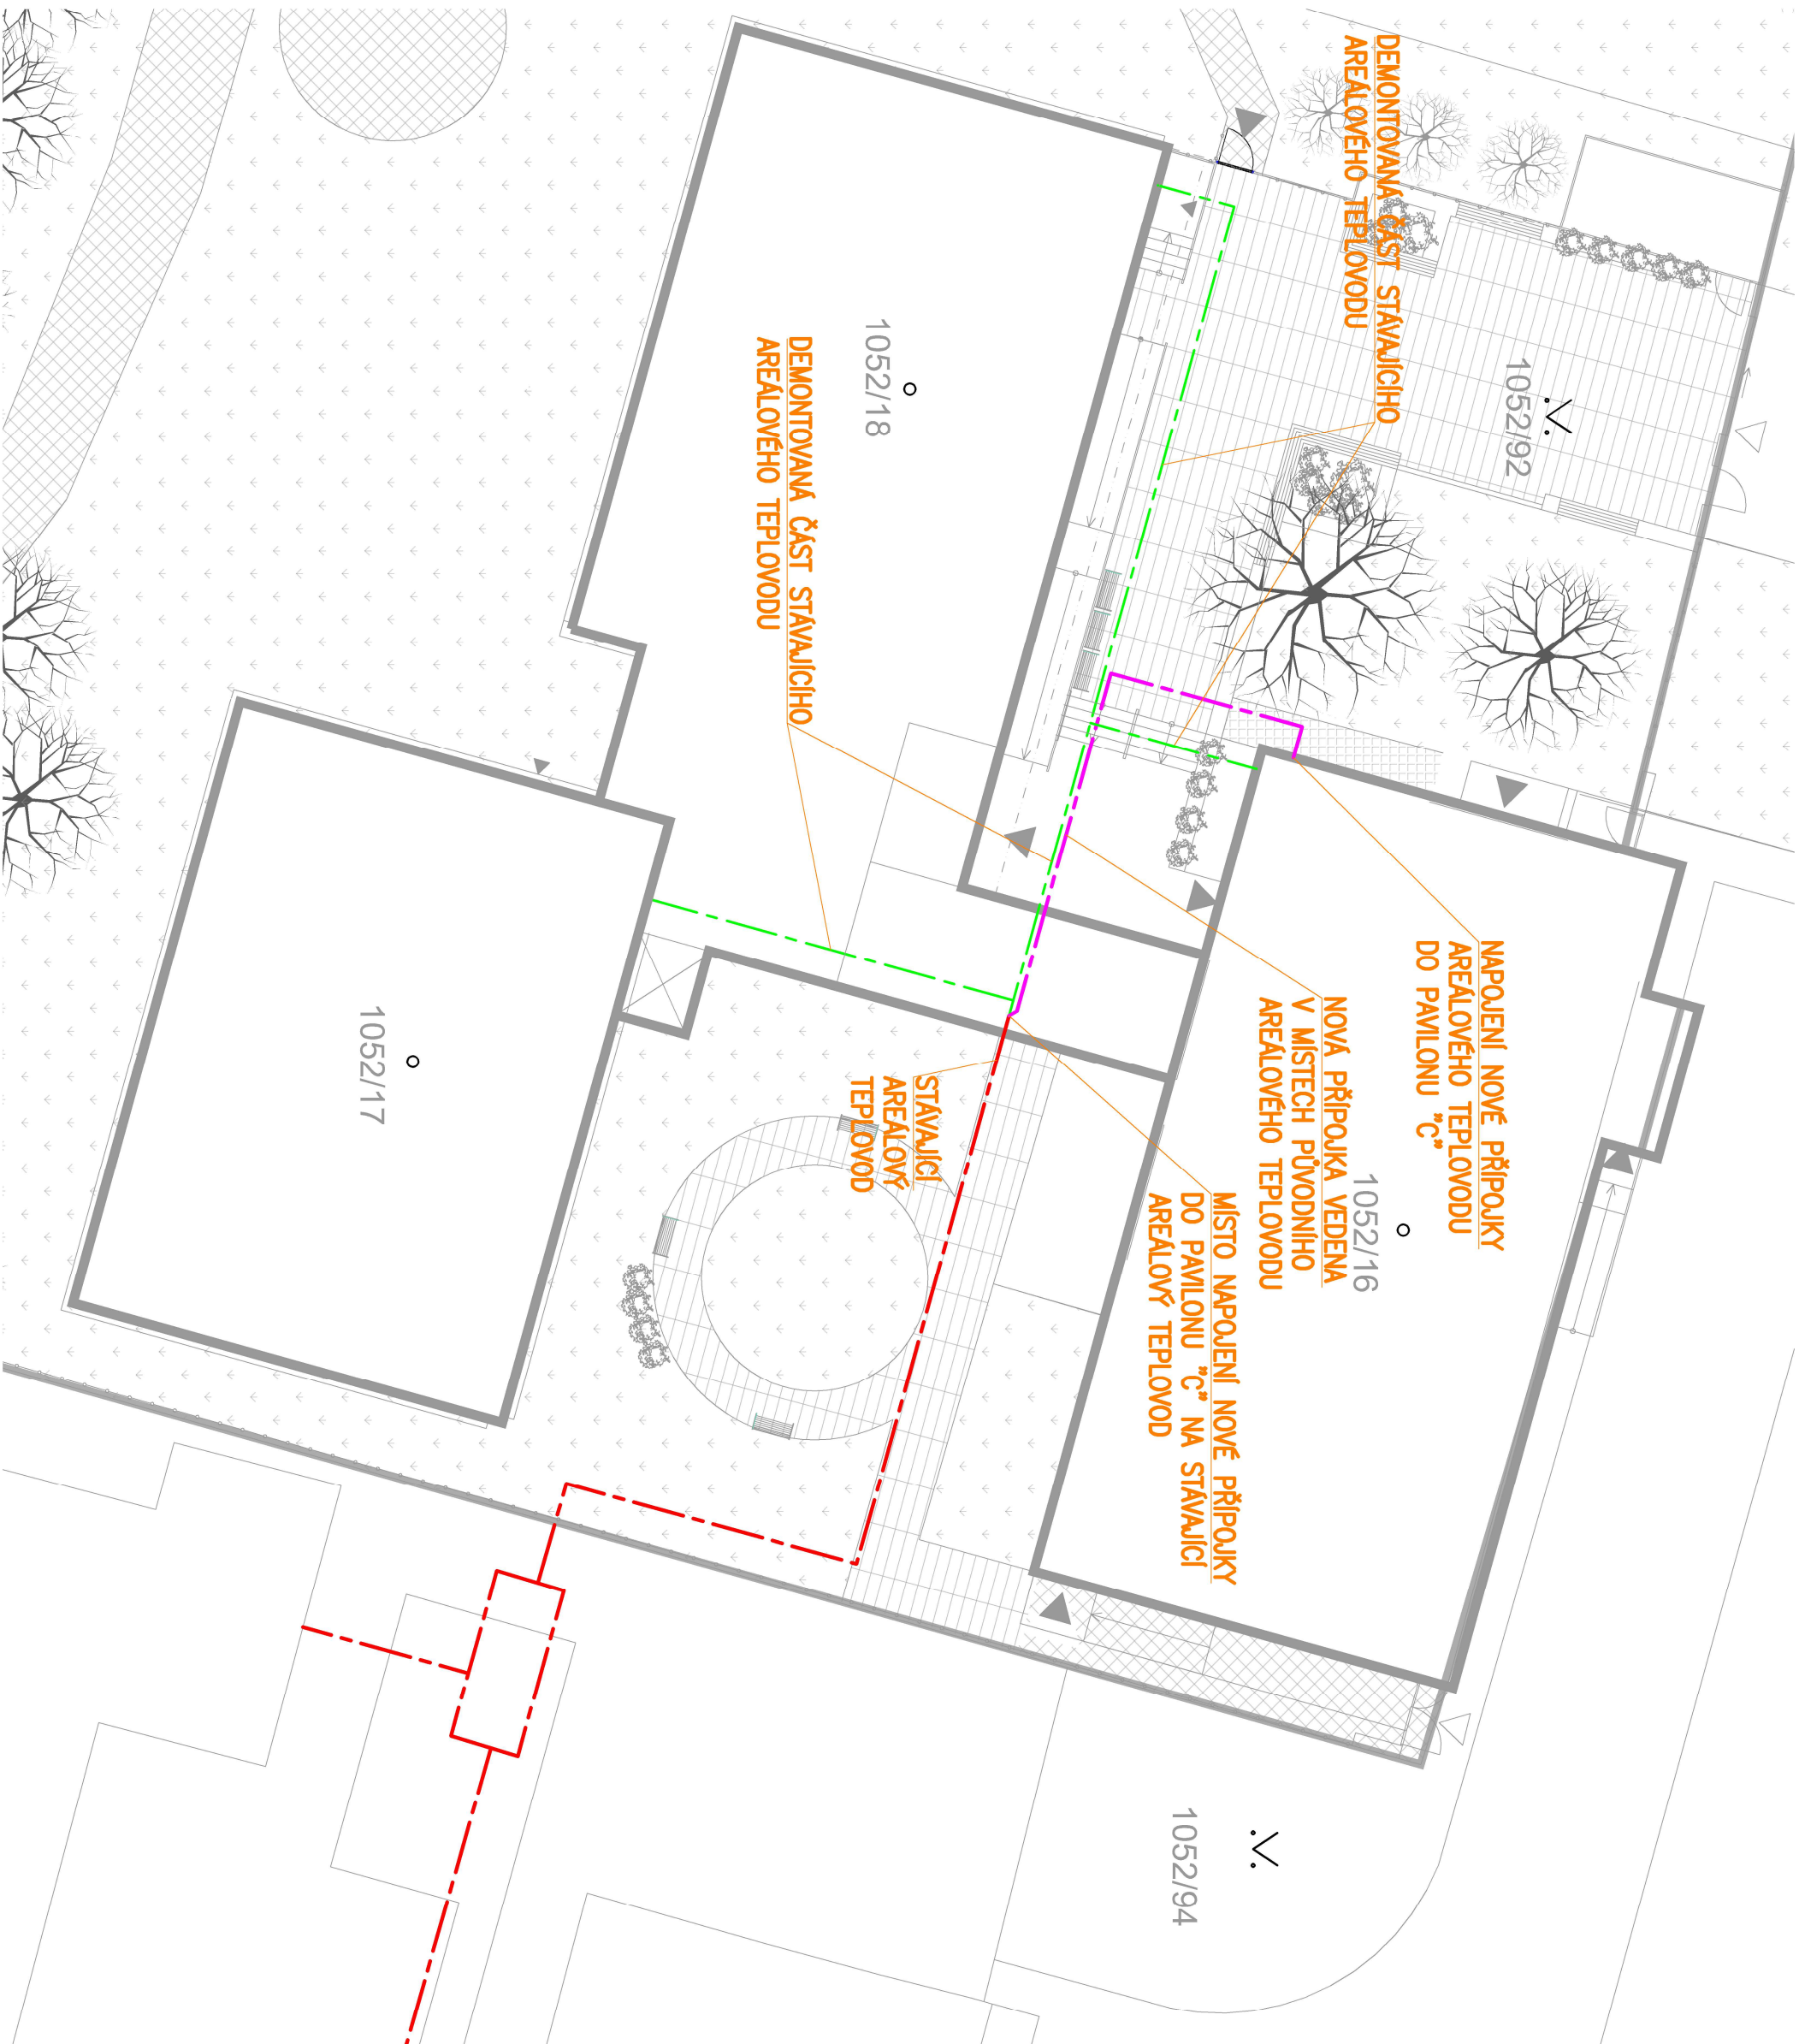 DEMONTOVANÁ ČÁST STÁVAJÍCÍHO
AREÁLOVÉHO TEPLOVODU
1052/92
1052/18
DEMONTOVANÁ ČÁST STÁVAJÍCÍHO
AREÁLOVÉHO TEPLOVODU
NAPOJENÍ NOVÉ PŘÍPOJKY
AREÁLOVÉHO TEPLOVODU
DO PAVILONU "C"
NOVÁ PŘÍPOJKA VEDENA
V MÍSTECH PŮVODNÍHO
AREÁLOVÉHO TEPLOVODU
1052/16
MÍSTO NAPOJENÍ NOVÉ PŘÍPOJKY
DO PAVILONU "C" NA STÁVAJÍCÍ
AREÁLOVÝ TEPLOVOD
STÁVAJÍCÍ
AREÁLOVÝ
TEPLOVOD
1052/17
1052/94